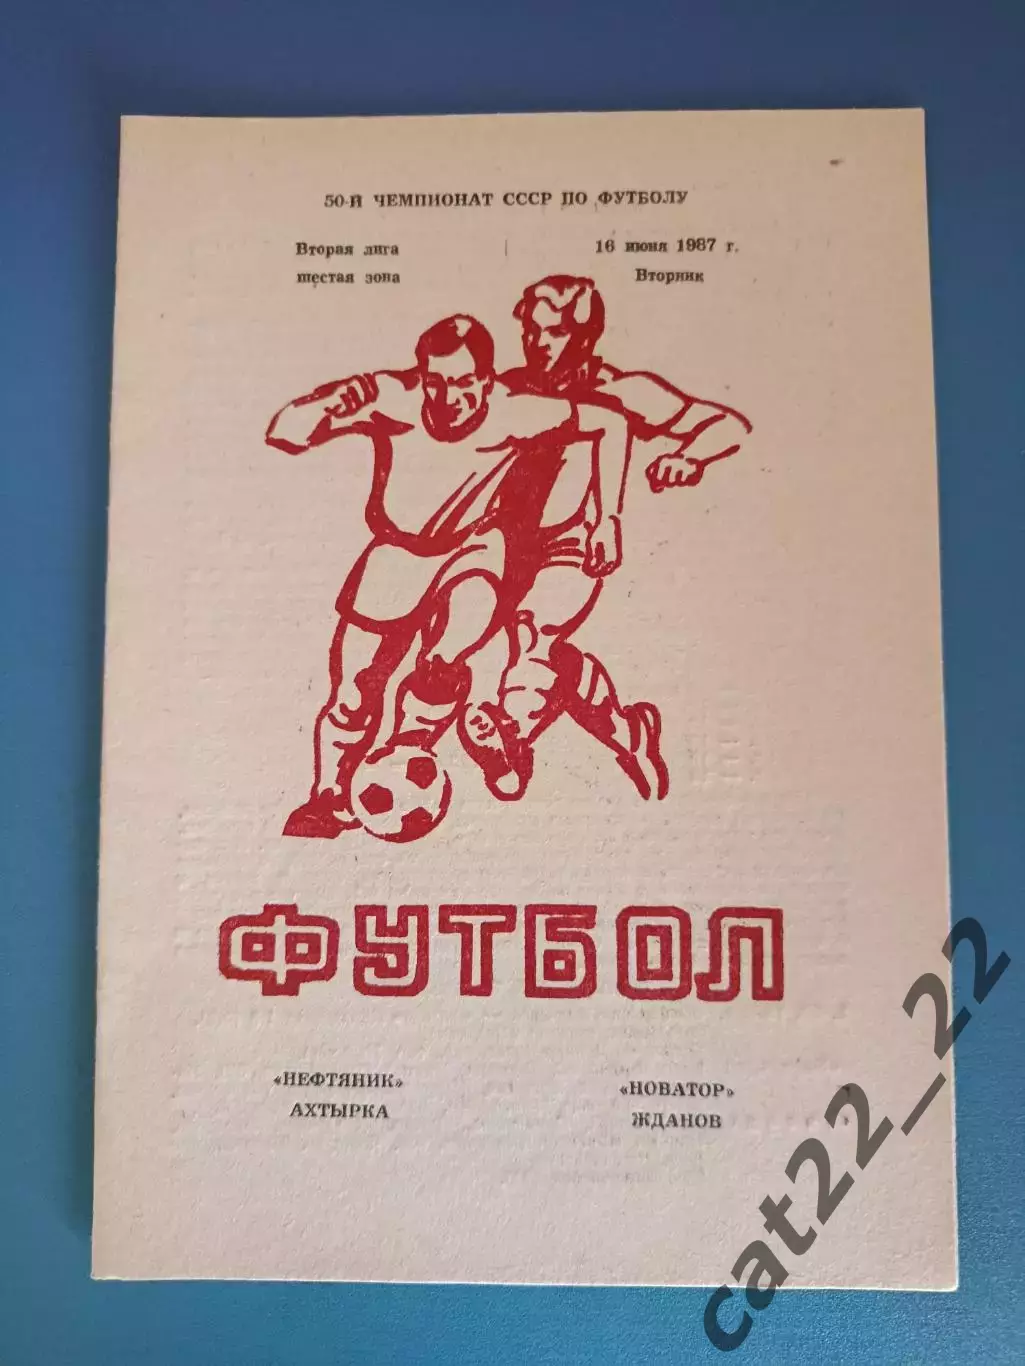 50-Й ЧЕМПИОНАТ СССР ПО ФУТБОЛУ
Вторая лига
шестая зона
16 июня 1987 г.
Вторник
ФУТБОЛ
«НЕФТЯНИК»
АХТЫРКА
«НОВАТОР»
ЖДАНОВ
cat22_22